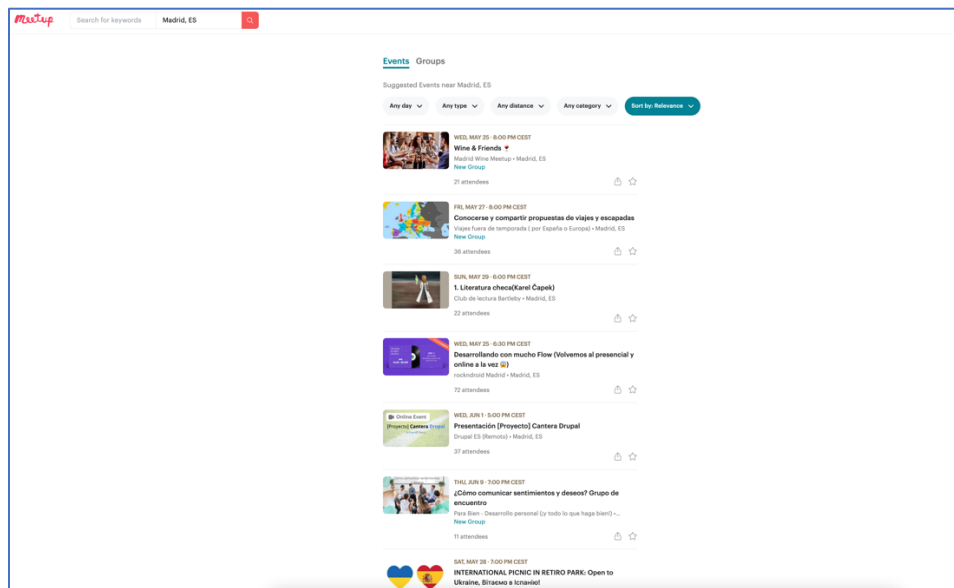 Meetup
Search for keywords Madrid, ES
Events Groups
Suggested Events near Madrid, ES
Any day Any type Any distance Any category Sort by: Relevance
WED, MAY 25 · 8:00 PM CEST
Wine & Friends 🍷
Madrid Wine Meetup • Madrid, ES
New Group
21 attendees
FRI, MAY 27 · 8:00 PM CEST
Conocerse y compartir propuestas de viajes y escapadas
Viajes fuera de temporada ( por España o Europa) • Madrid, ES
New Group
36 attendees
SUN, MAY 29 · 6:00 PM CEST
1. Literatura checa(Karel Čapek)
Club de lectura Bartleby • Madrid, ES
22 attendees
WED, MAY 25 · 6:30 PM CEST
Desarrollando con mucho Flow (Volvemos al presencial y
online a la vez 😱)
rockndroid Madrid • Madrid, ES
72 attendees
Online Event
[Proyecto] Cantera Drupal
WED, JUN 1 · 5:00 PM CEST
Presentación [Proyecto] Cantera Drupal
Drupal ES (Remoto) • Madrid, ES
37 attendees
THU, JUN 9 · 7:00 PM CEST
¿Cómo comunicar sentimientos y deseos? Grupo de
encuentro
Para Bien - Desarrollo personal (y todo lo que haga bien!) •...
New Group
11 attendees
SAT, MAY 28 · 7:00 PM CEST
INTERNATIONAL PICNIC IN RETIRO PARK: Open to
Ukraine, Вітаємо в Іспанію!